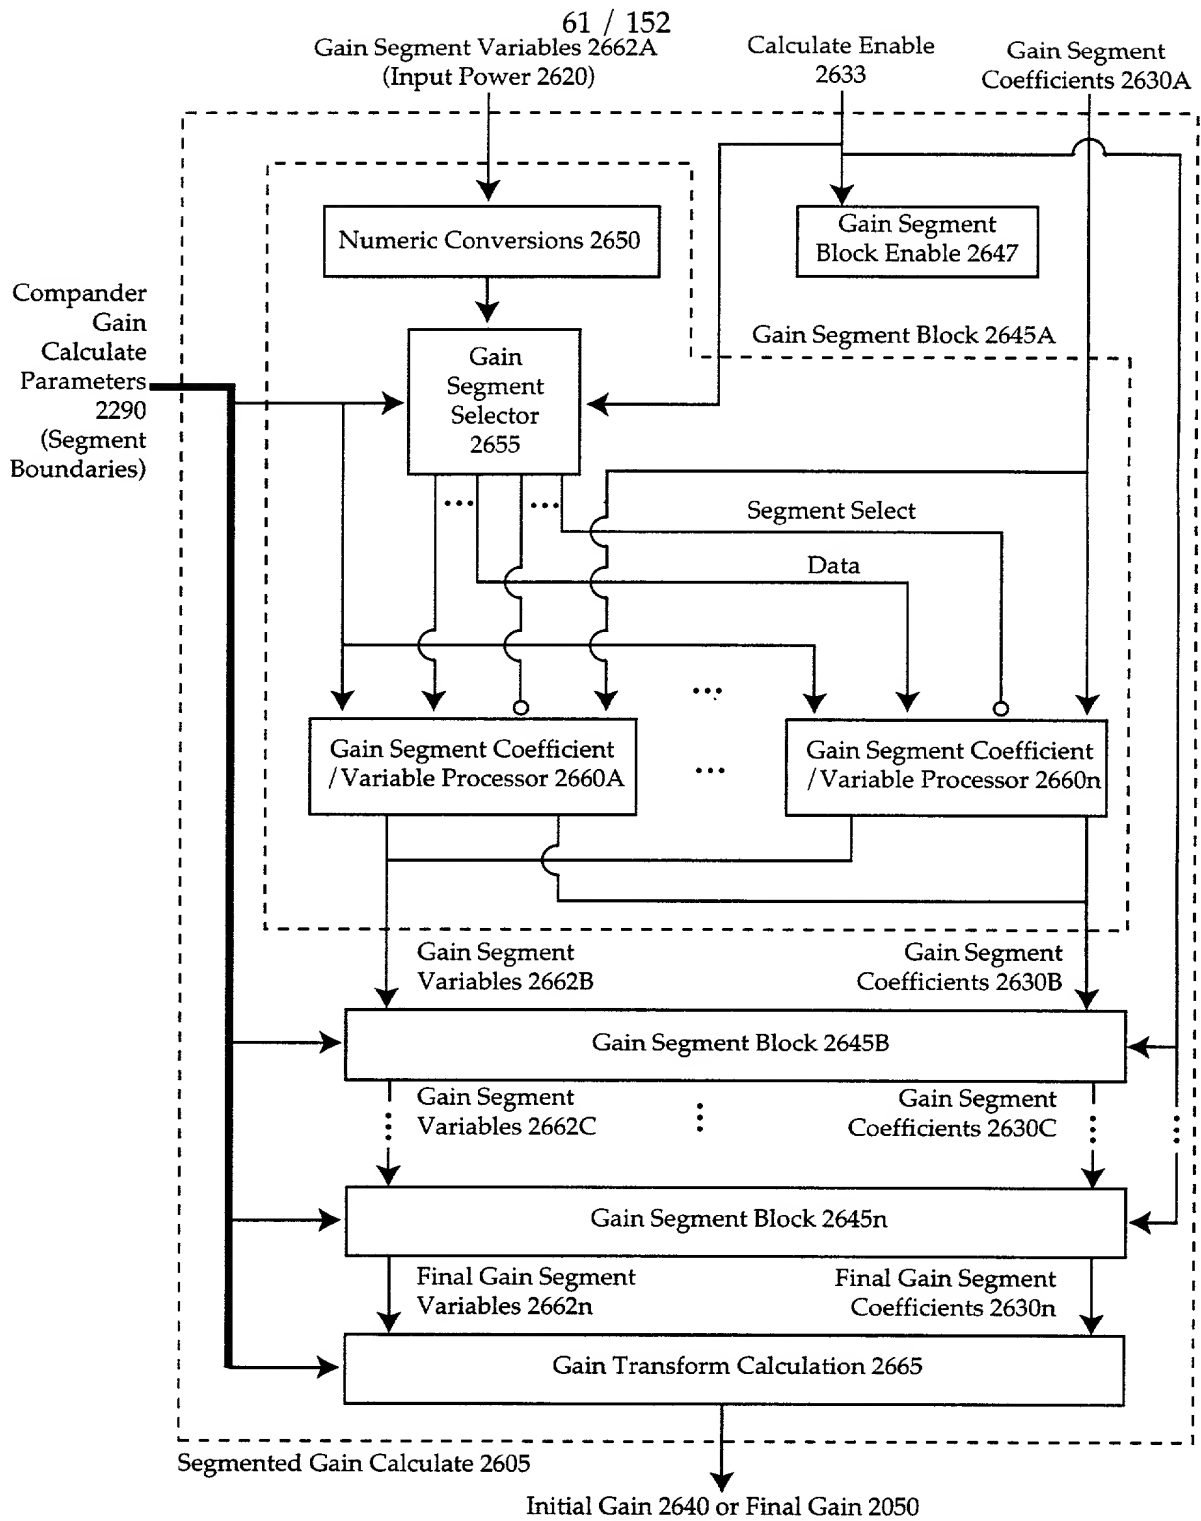 61 / 152
Gain Segment Variables 2662A
(Input Power 2620)
Calculate Enable
2633
Gain Segment
Coefficients 2630A
Numeric Conversions 2650
Gain Segment
Block Enable 2647
Compander
Gain
Calculate
Parameters
2290
(Segment
Boundaries)
Gain
Segment
Selector
2655
Gain Segment Block 2645A
Segment Select
Data
Gain Segment Coefficient
/Variable Processor 2660A
Gain Segment Coefficient
/Variable Processor 2660n
Gain Segment
Variables 2662B
Gain Segment
Coefficients 2630B
Gain Segment Block 2645B
Gain Segment
Variables 2662C
Gain Segment
Coefficients 2630C
Gain Segment Block 2645n
Final Gain Segment
Variables 2662n
Final Gain Segment
Coefficients 2630n
Gain Transform Calculation 2665
Segmented Gain Calculate 2605
Initial Gain 2640 or Final Gain 2050